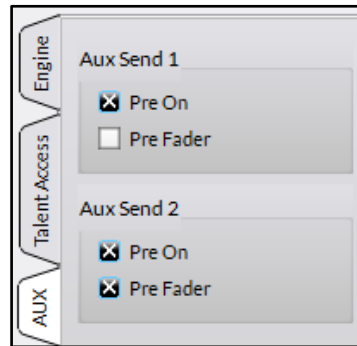 Engine
Talent Access
AUX
Aux Send 1
Pre On
Pre Fader
Aux Send 2
Pre On
Pre Fader